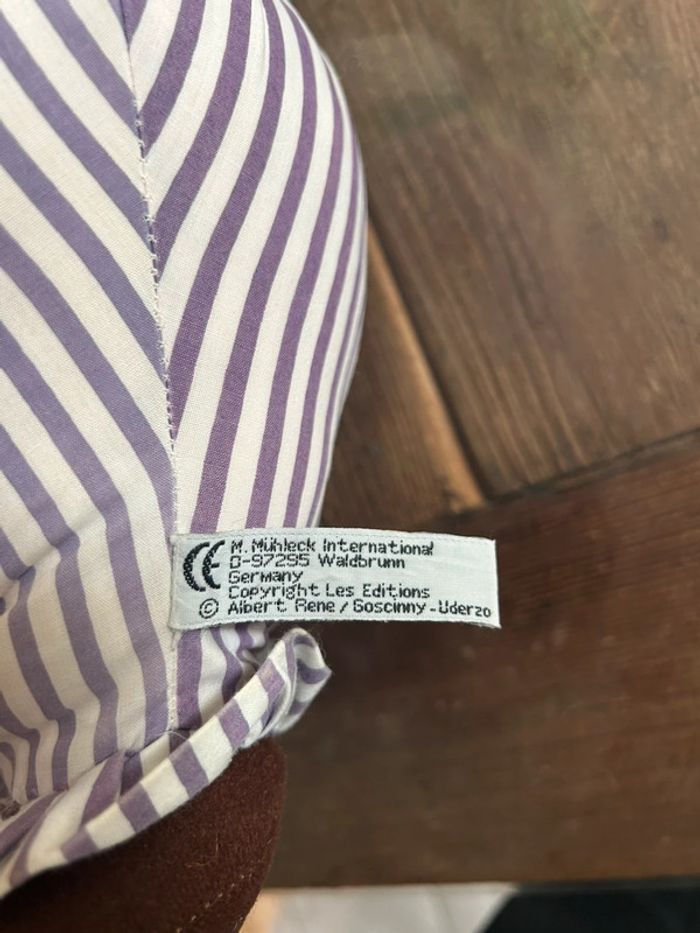 CE M. Mühleck International
D-97295 Waldbrunn
Germany
Copyright Les Editions
© Albert Rene / Goscinny-Uderzo